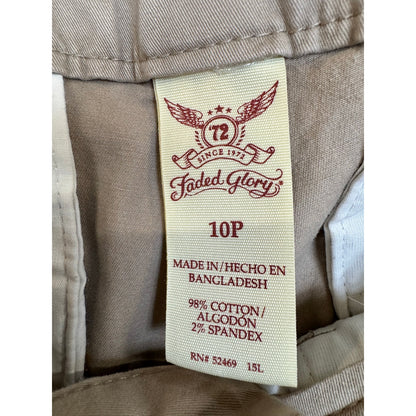 '72
SINCE 1972
Faded Glory®
10P
MADE IN/HECHO EN
BANGLADESH
98% COTTON/
ALGODÓN
2% SPANDEX
RN# 52469 15L